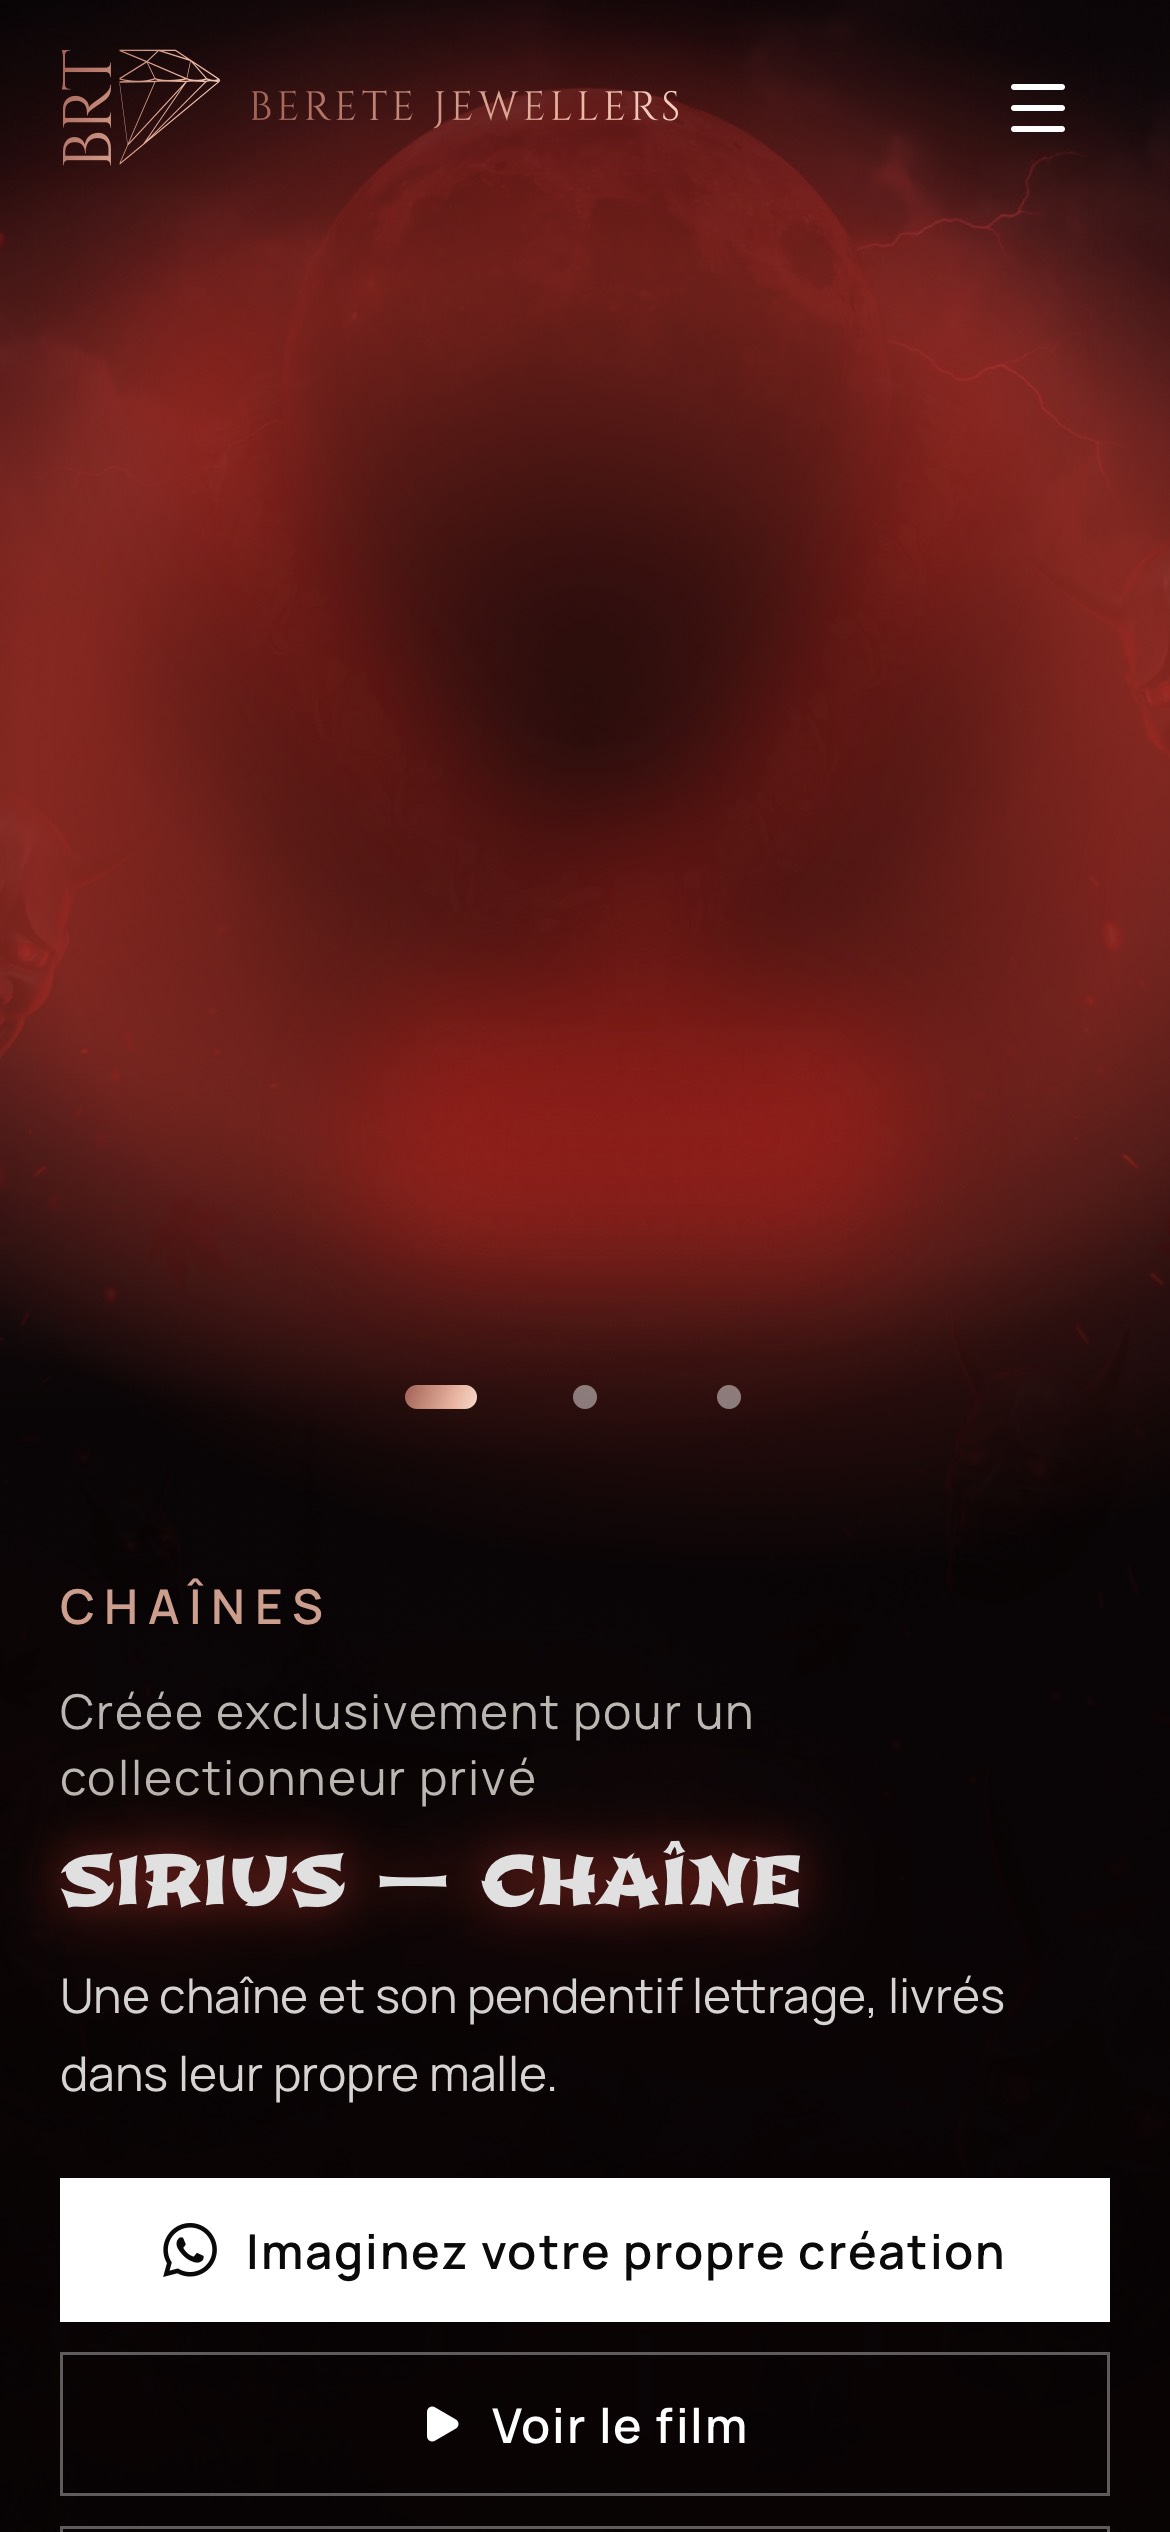 BRT
BERETE JEWELLERS
CHAÎNES
Créée exclusivement pour un
collectionneur privé
SIRIUS — CHAÎNE
Une chaîne et son pendentif lettrage, livrés
dans leur propre malle.
Imaginez votre propre création
Voir le film